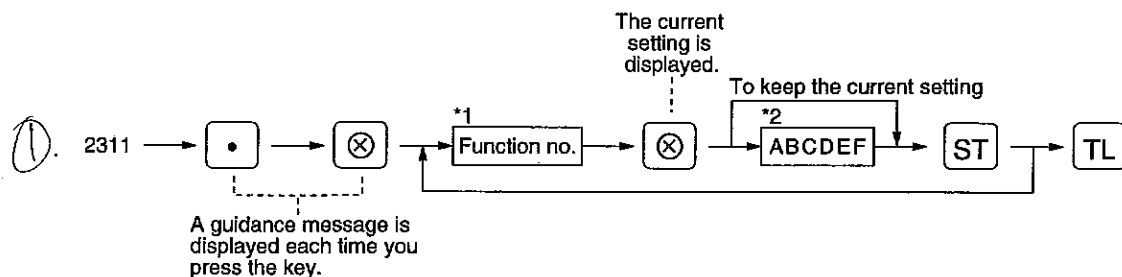 The current
setting is
displayed.
To keep the current setting
1. 2311 • ⊗ *1 Function no. ⊗ *2 ABCDEF ST TL
A guidance message is
displayed each time you
press the key.